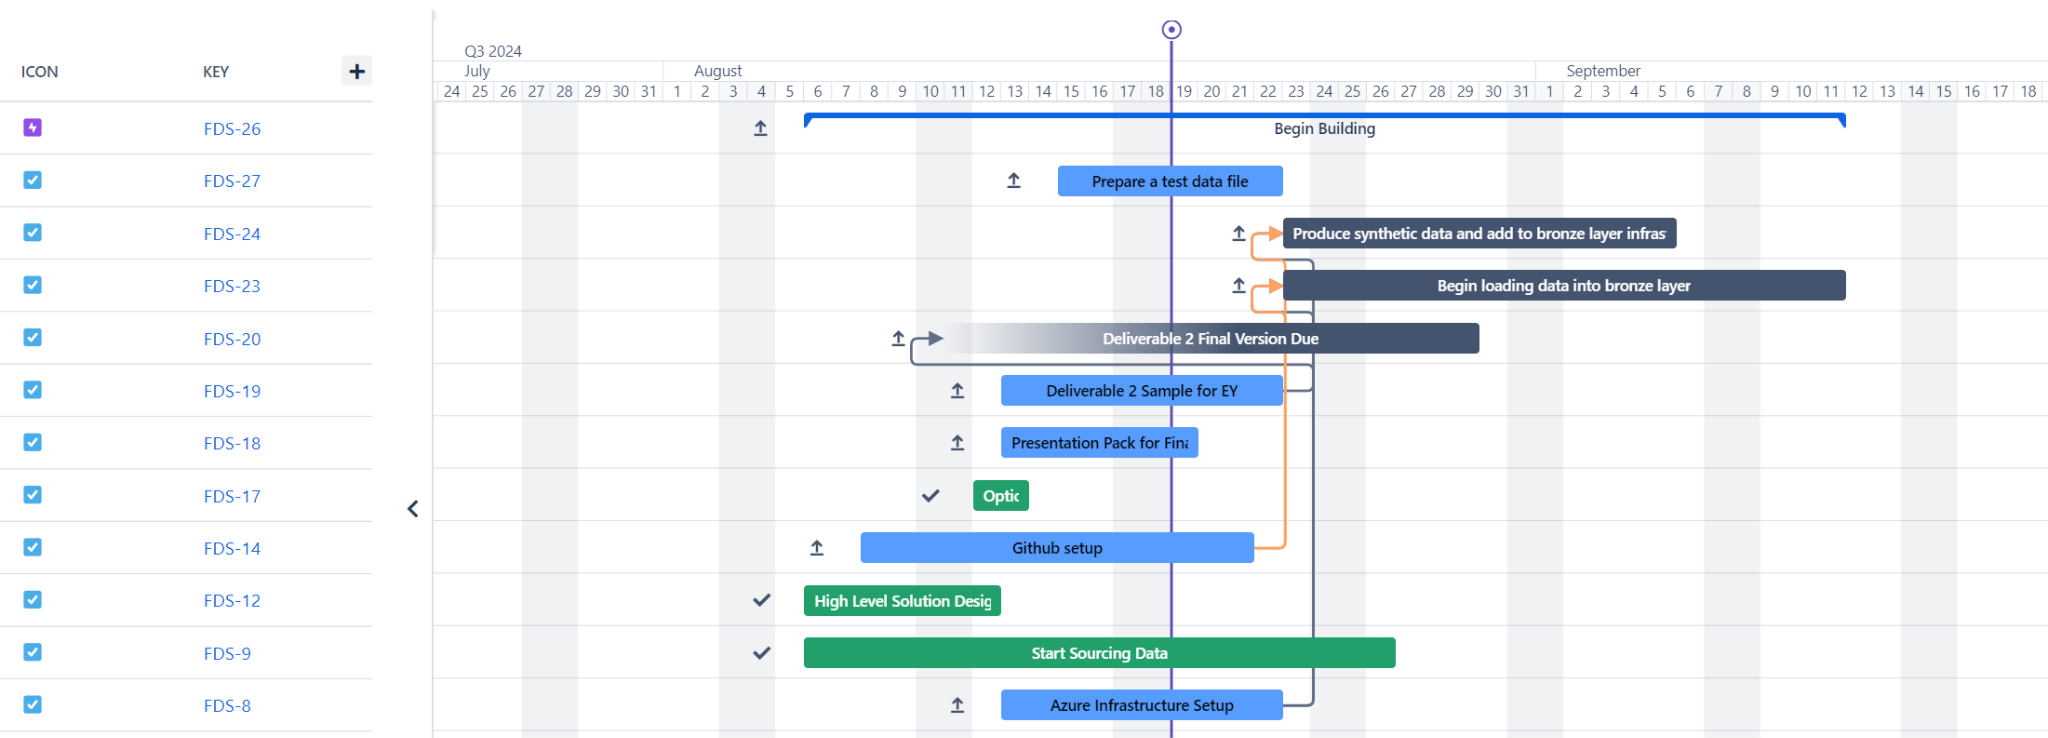 Q3 2024
ICON KEY July August September
24 25 26 27 28 29 30 31 1 2 3 4 5 6 7 8 9 10 11 12 13 14 15 16 17 18 19 20 21 22 23 24 25 26 27 28 29 30 31 1 2 3 4 5 6 7 8 9 10 11 12 13 14 15 16 17 18
FDS-26 Begin Building
FDS-27 Prepare a test data file
FDS-24 Produce synthetic data and add to bronze layer infras
FDS-23 Begin loading data into bronze layer
FDS-20 Deliverable 2 Final Version Due
FDS-19 Deliverable 2 Sample for EY
FDS-18 Presentation Pack for Fina
FDS-17 Optic
FDS-14 Github setup
FDS-12 High Level Solution Desig
FDS-9 Start Sourcing Data
FDS-8 Azure Infrastructure Setup